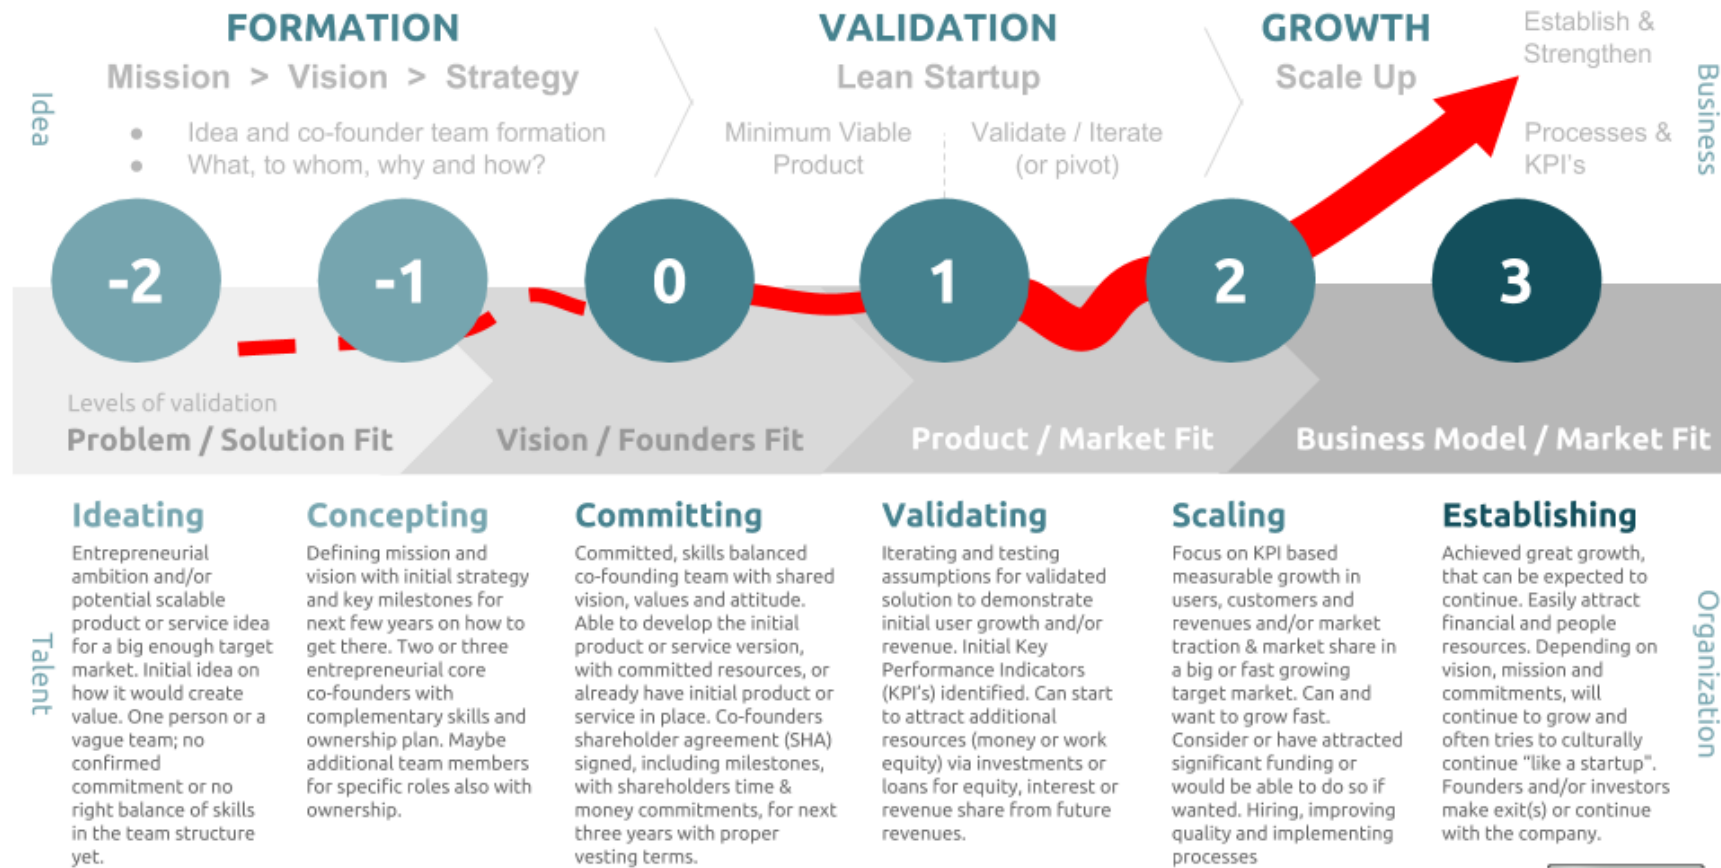 FORMATION
Mission > Vision > Strategy
● Idea and co-founder team formation
● What, to whom, why and how?
VALIDATION
Lean Startup
Minimum Viable
Product
Validate / Iterate
(or pivot)
GROWTH
Scale Up
Establish &
Strengthen
Processes &
KPI's
Idea
Business
-2
-1
0
1
2
3
Levels of validation
Problem / Solution Fit
Vision / Founders Fit
Product / Market Fit
Business Model / Market Fit
Talent
Organization
Ideating
Entrepreneurial
ambition and/or
potential scalable
product or service idea
for a big enough target
market. Initial idea on
how it would create
value. One person or a
vague team; no
confirmed
commitment or no
right balance of skills
in the team structure
yet.
Concepting
Defining mission and
vision with initial strategy
and key milestones for
next few years on how to
get there. Two or three
entrepreneurial core
co-founders with
complementary skills and
ownership plan. Maybe
additional team members
for specific roles also with
ownership.
Committing
Committed, skills balanced
co-founding team with shared
vision, values and attitude.
Able to develop the initial
product or service version,
with committed resources, or
already have initial product or
service in place. Co-founders
shareholder agreement (SHA)
signed, including milestones,
with shareholders time &
money commitments, for next
three years with proper
vesting terms.
Validating
Iterating and testing
assumptions for validated
solution to demonstrate
initial user growth and/or
revenue. Initial Key
Performance Indicators
(KPI's) identified. Can start
to attract additional
resources (money or work
equity) via investments or
loans for equity, interest or
revenue share from future
revenues.
Scaling
Focus on KPI based
measurable growth in
users, customers and
revenues and/or market
traction & market share in
a big or fast growing
target market. Can and
want to grow fast.
Consider or have attracted
significant funding or
would be able to do so if
wanted. Hiring, improving
quality and implementing
processes
Establishing
Achieved great growth,
that can be expected to
continue. Easily attract
financial and people
resources. Depending on
vision, mission and
commitments, will
continue to grow and
often tries to culturally
continue "like a startup".
Founders and/or investors
make exit(s) or continue
with the company.